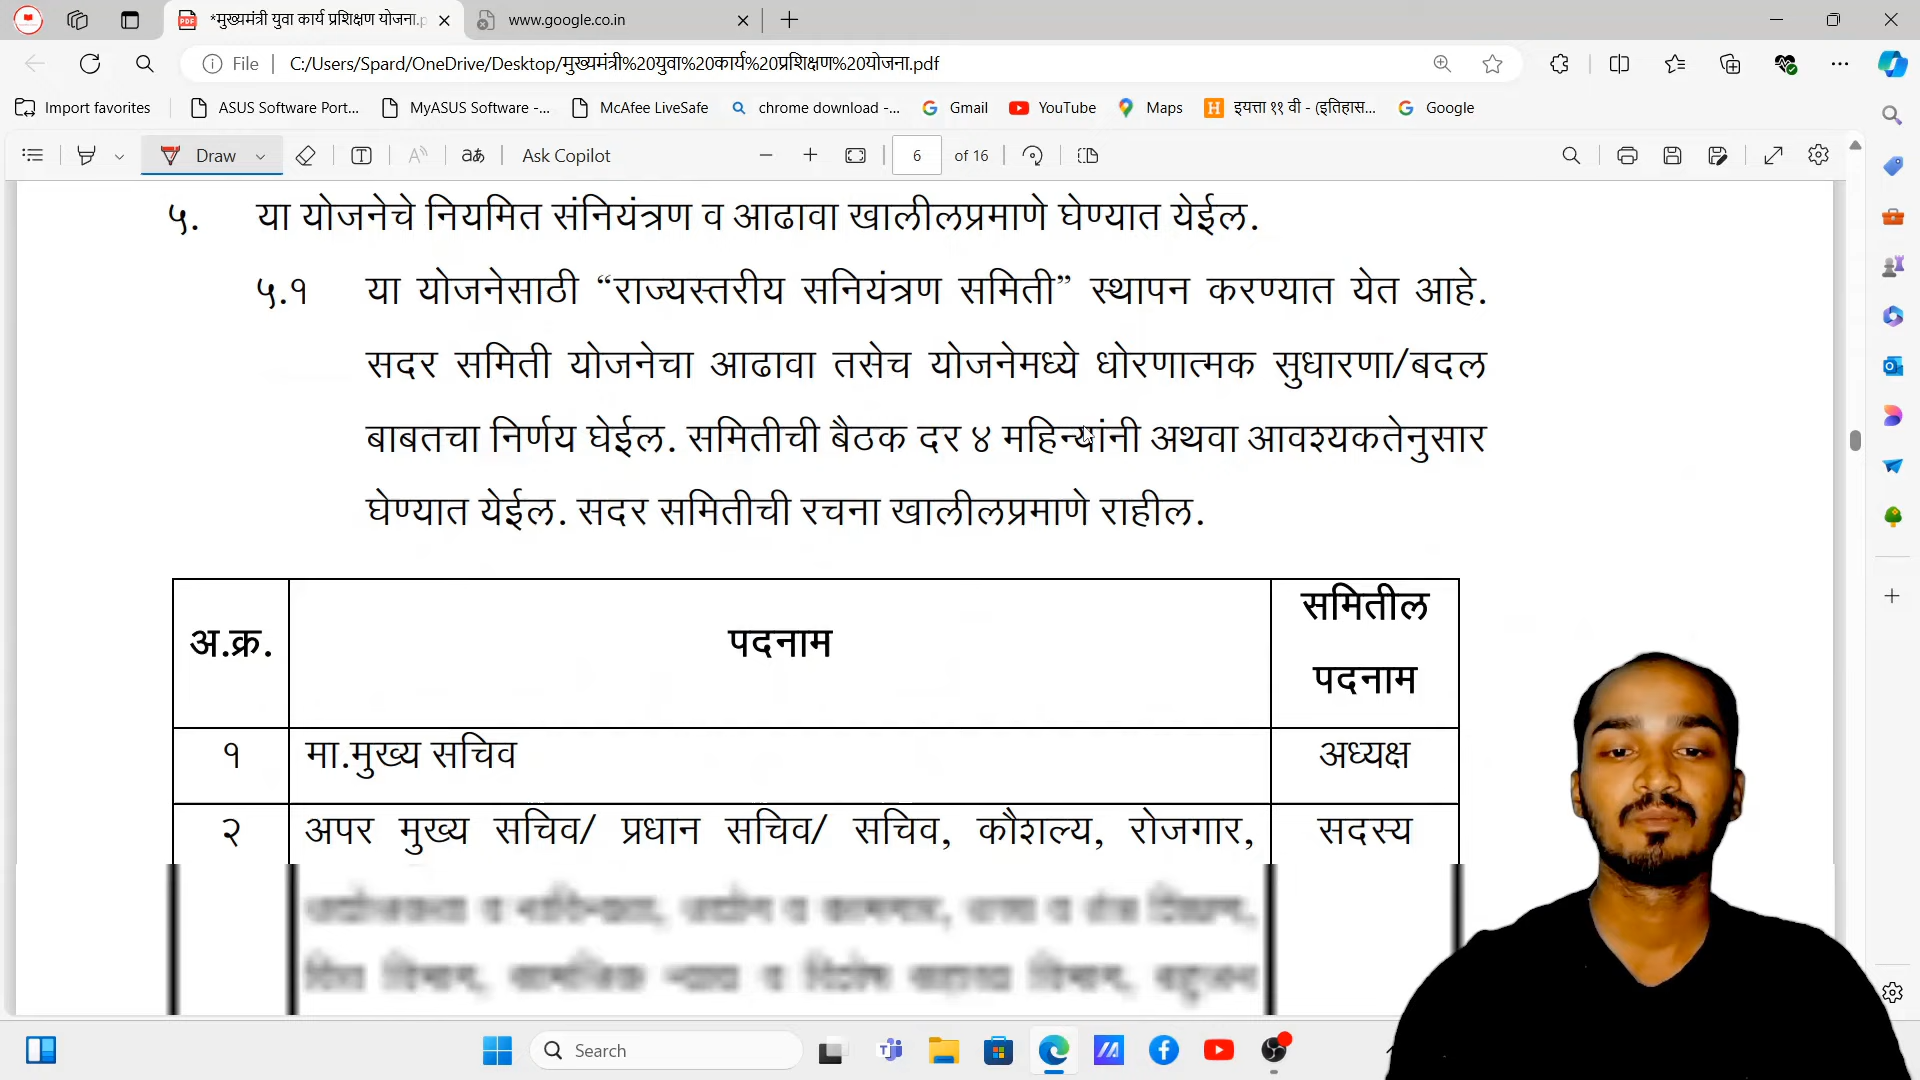 *मुख्यमंत्री युवा कार्य प्रशिक्षण योजना.p
www.google.co.in
File
C:/Users/Spard/OneDrive/Desktop/मुख्यमंत्री%20युवा%20कार्य%20प्रशिक्षण%20योजना.pdf
Import favorites
ASUS Software Port...
MyASUS Software -...
McAfee LiveSafe
chrome download -...
Gmail
YouTube
Maps
इयत्ता ११ वी - (इतिहास...
Google
Draw
Ask Copilot
6
of 16
५. या योजनेचे नियमित संनियंत्रण व आढावा खालीलप्रमाणे घेण्यात येईल.
५.१ या योजनेसाठी “राज्यस्तरीय सनियंत्रण समिती” स्थापन करण्यात येत आहे.
सदर समिती योजनेचा आढावा तसेच योजनेमध्ये धोरणात्मक सुधारणा/बदल
बाबतचा निर्णय घेईल. समितीची बैठक दर ४ महिन्यांनी अथवा आवश्यकतेनुसार
घेण्यात येईल. सदर समितीची रचना खालीलप्रमाणे राहील.
अ.क्र. पदनाम समितील पदनाम
१ मा.मुख्य सचिव अध्यक्ष
२ अपर मुख्य सचिव/ प्रधान सचिव/ सचिव, कौशल्य, रोजगार, सदस्य
Search